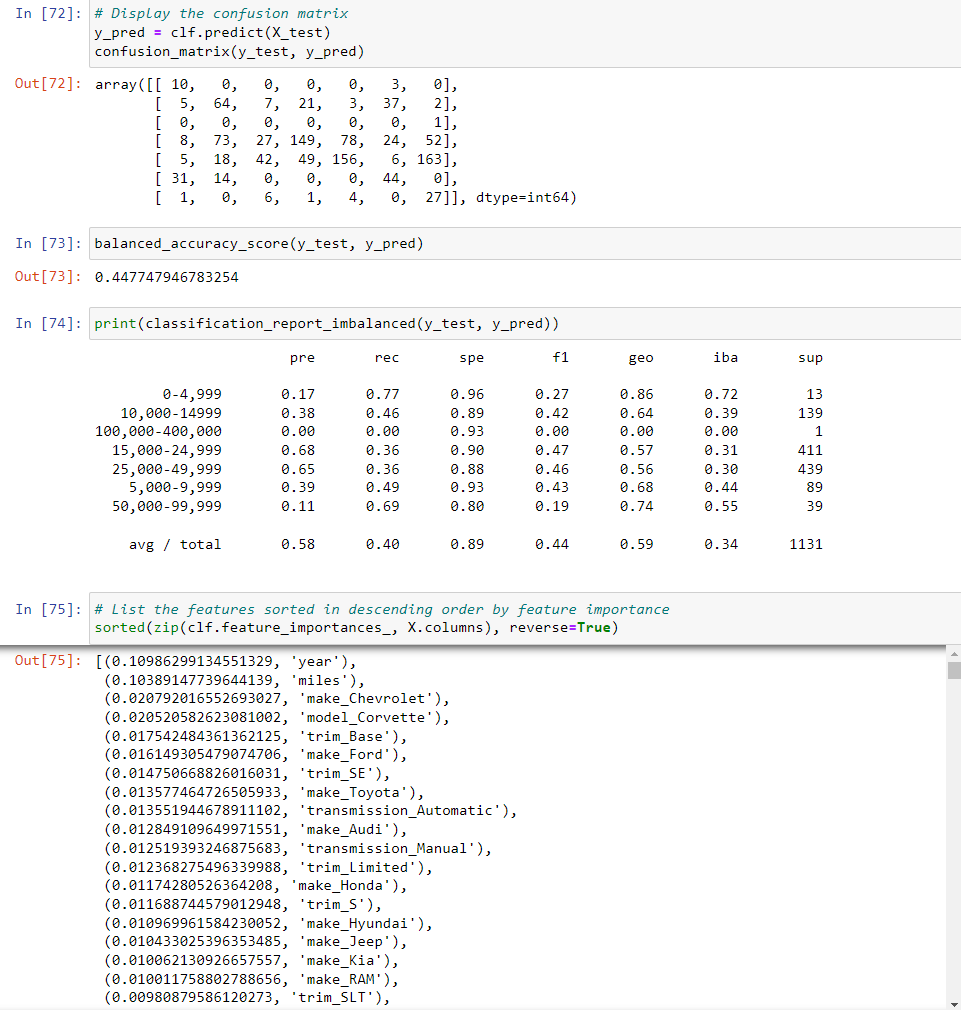 In [72]: # Display the confusion matrix
y_pred = clf.predict(X_test)
confusion_matrix(y_test, y_pred)
Out[72]: array([[ 10,   0,   0,   0,   0,   3,   0],
[  5,  64,   7,  21,   3,  37,   2],
[  0,   0,   0,   0,   0,   0,   1],
[  8,  73,  27, 149,  78,  24,  52],
[  5,  18,  42,  49, 156,   6, 163],
[ 31,  14,   0,   0,   0,  44,   0],
[  1,   0,   6,   1,   4,   0,  27]], dtype=int64)
In [73]: balanced_accuracy_score(y_test, y_pred)
Out[73]: 0.447747946783254
In [74]: print(classification_report_imbalanced(y_test, y_pred))
pre rec spe f1 geo iba sup
0-4,999 0.17 0.77 0.96 0.27 0.86 0.72 13
10,000-14999 0.38 0.46 0.89 0.42 0.64 0.39 139
100,000-400,000 0.00 0.00 0.93 0.00 0.00 0.00 1
15,000-24,999 0.68 0.36 0.90 0.47 0.57 0.31 411
25,000-49,999 0.65 0.36 0.88 0.46 0.56 0.30 439
5,000-9,999 0.39 0.49 0.93 0.43 0.68 0.44 89
50,000-99,999 0.11 0.69 0.80 0.19 0.74 0.55 39
avg / total 0.58 0.40 0.89 0.44 0.59 0.34 1131
In [75]: # List the features sorted in descending order by feature importance
sorted(zip(clf.feature_importances_, X.columns), reverse=True)
Out[75]: [(0.10986299134551329, 'year'),
(0.10389147739644139, 'miles'),
(0.020792016552693027, 'make_Chevrolet'),
(0.020520582623081002, 'model_Corvette'),
(0.017542484361362125, 'trim_Base'),
(0.016149305479074706, 'make_Ford'),
(0.014750668826016031, 'trim_SE'),
(0.013577464726505933, 'make_Toyota'),
(0.013551944678911102, 'transmission_Automatic'),
(0.012849109649971551, 'make_Audi'),
(0.012519393246875683, 'transmission_Manual'),
(0.012368275496339988, 'trim_Limited'),
(0.01174280526364208, 'make_Honda'),
(0.011688744579012948, 'trim_S'),
(0.010969961584230052, 'make_Hyundai'),
(0.010433025396353485, 'make_Jeep'),
(0.010062130926657557, 'make_Kia'),
(0.010011758802788656, 'make_RAM'),
(0.00980879586120273, 'trim_SLT'),